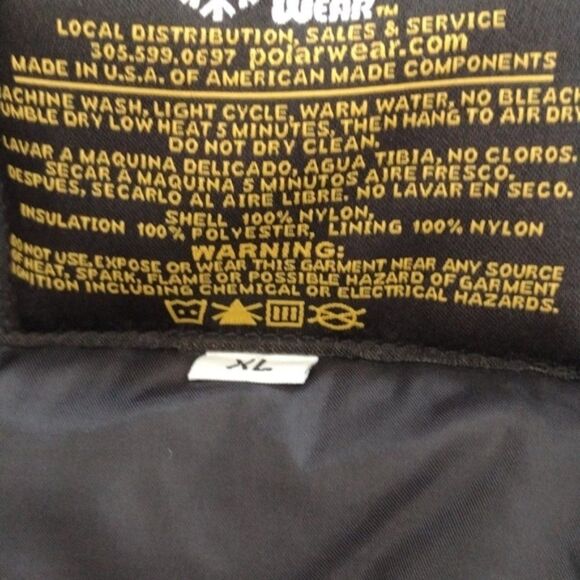 WEAR™
LOCAL DISTRIBUTION, SALES & SERVICE
305.599.0697 polarwear.com
MADE IN U.S.A. OF AMERICAN MADE COMPONENTS
MACHINE WASH, LIGHT CYCLE, WARM WATER, NO BLEACH
TUMBLE DRY LOW HEAT 5 MINUTES, THEN HANG TO AIR DRY
DO NOT DRY CLEAN.
LAVAR A MAQUINA DELICADO, AGUA TIBIA, NO CLOROS.
SECAR A MAQUINA 5 MINUTOS AIRE FRESCO.
DESPUES, SECARLO AL AIRE LIBRE. NO LAVAR EN SECO.
SHELL 100% NYLON,
INSULATION 100% POLYESTER, LINING 100% NYLON
WARNING:
DO NOT USE, EXPOSE OR WEAR THIS GARMENT NEAR ANY SOURCE
OF HEAT, SPARK, FLAME OR POSSIBLE HAZARD OF GARMENT
IGNITION INCLUDING CHEMICAL OR ELECTRICAL HAZARDS.
XL